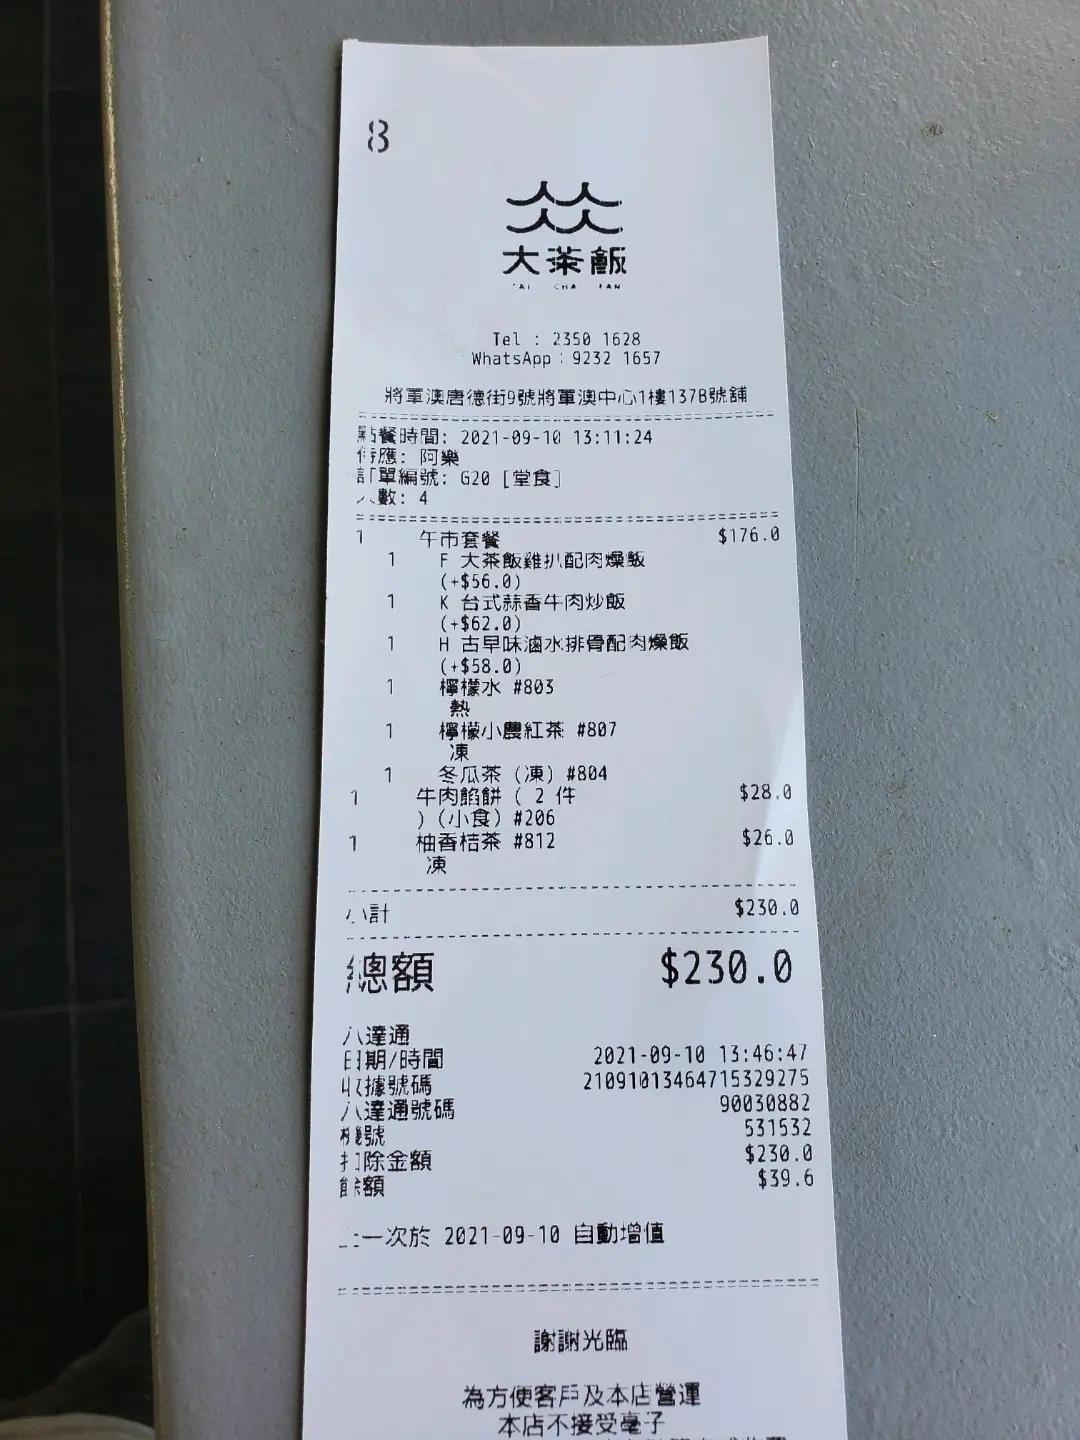 8
大茶飯
TAI CHA FAN
Tel : 2350 1628
WhatsApp : 9232 1657
將軍澳唐德街9號將軍澳中心1樓137B號舖
點餐時間: 2021-09-10 13:11:24
侍應: 阿樂
訂單編號: G20 [堂食]
人數: 4
1 午市套餐 $176.0
1 F 大茶飯雞扒配肉燥飯
(+$56.0)
1 K 台式蒜香牛肉炒飯
(+$62.0)
1 H 古早味滷水排骨配肉燥飯
(+$58.0)
1 檸檬水 #803
熱
1 檸檬小農紅茶 #807
凍
1 冬瓜茶 (凍) #804
1 牛肉餡餅 ( 2 件 $28.0
) (小食) #206
1 柚香桔茶 #812 $26.0
凍
小計 $230.0
總額 $230.0
八達通
日期/時間 2021-09-10 13:46:47
收據號碼 21091013464715329275
八達通號碼 90030882
機號 531532
扣除金額 $230.0
餘額 $39.6
上一次於 2021-09-10 自動增值
謝謝光臨
為方便客戶及本店營運
本店不接受毫子